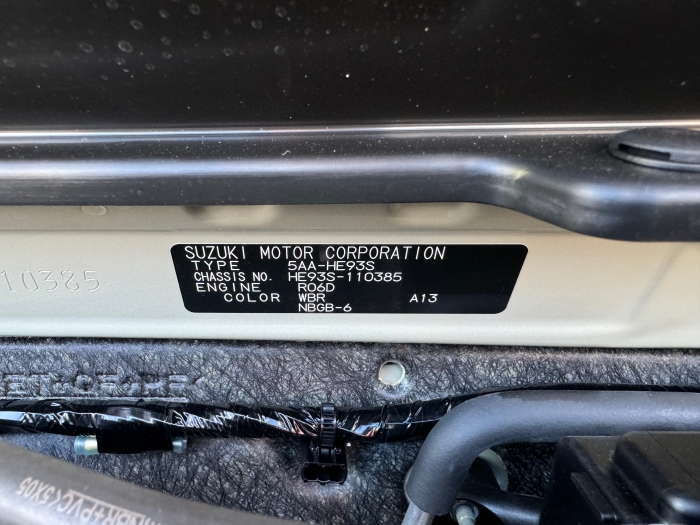 SUZUKI MOTOR CORPORATION
TYPE 5AA-HE93S
CHASSIS NO. HE93S-110385
ENGINE R06D
COLOR WBR A13
NBGB-6
10385